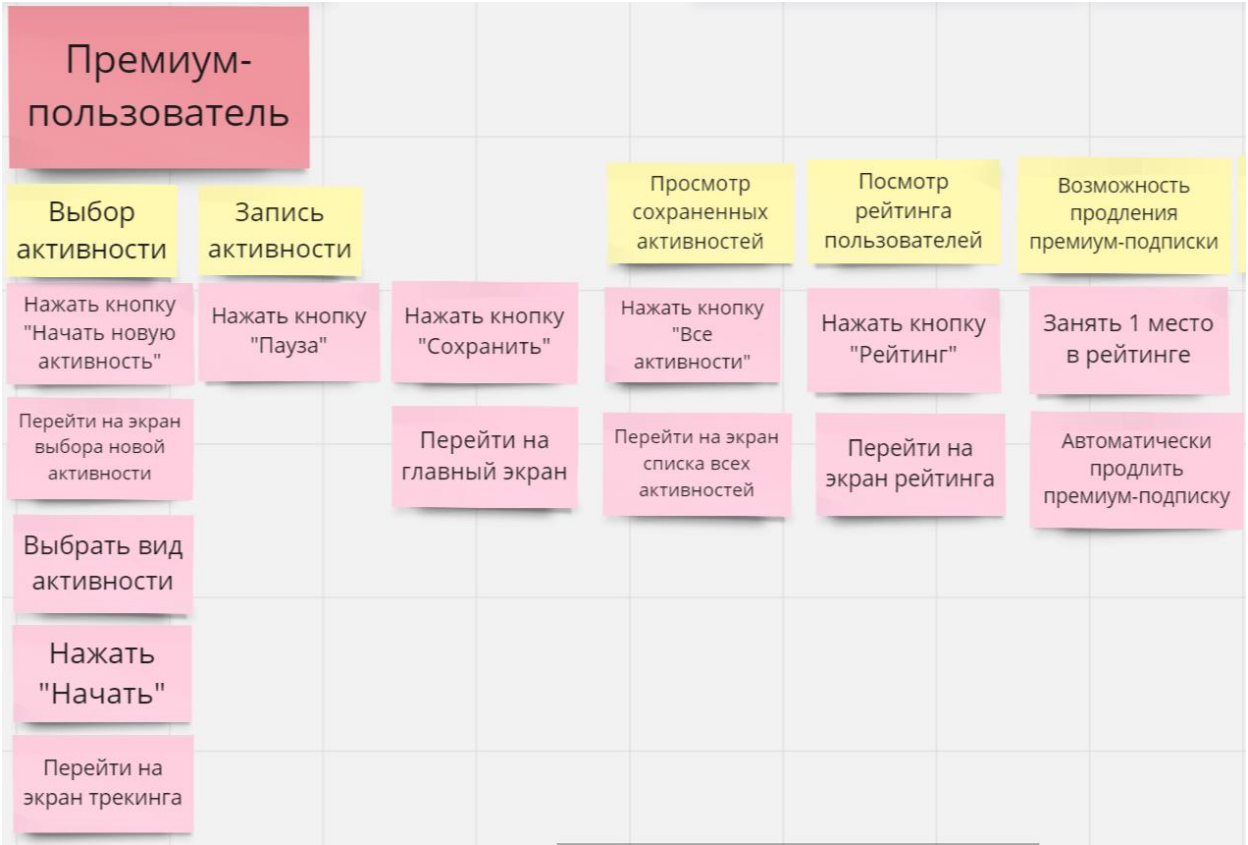 Премиум-
пользователь
Выбор
активности
Запись
активности
Просмотр
сохраненных
активностей
Посмотр
рейтинга
пользователей
Возможность
продления
премиум-подписки
Нажать кнопку
"Начать новую
активность"
Нажать кнопку
"Пауза"
Нажать кнопку
"Сохранить"
Нажать кнопку
"Все
активности"
Нажать кнопку
"Рейтинг"
Занять 1 место
в рейтинге
Перейти на экран
выбора новой
активности
Перейти на
главный экран
Перейти на экран
списка всех
активностей
Перейти на
экран рейтинга
Автоматически
продлить
премиум-подписку
Выбрать вид
активности
Нажать
"Начать"
Перейти на
экран трекинга